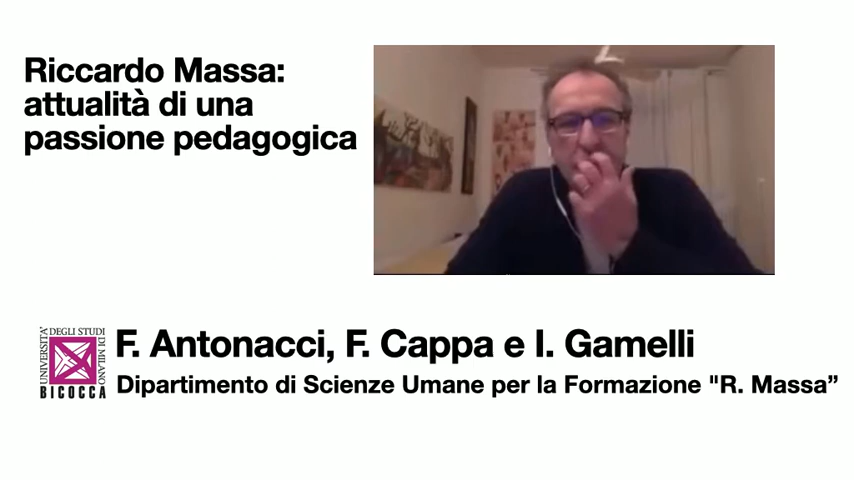 Riccardo Massa:
attualità di una
passione pedagogica
F. Antonacci, F. Cappa e I. Gamelli
Dipartimento di Scienze Umane per la Formazione "R. Massa”
UNIVERSITA' DEGLI STUDI DI MILANO
BICOCCA